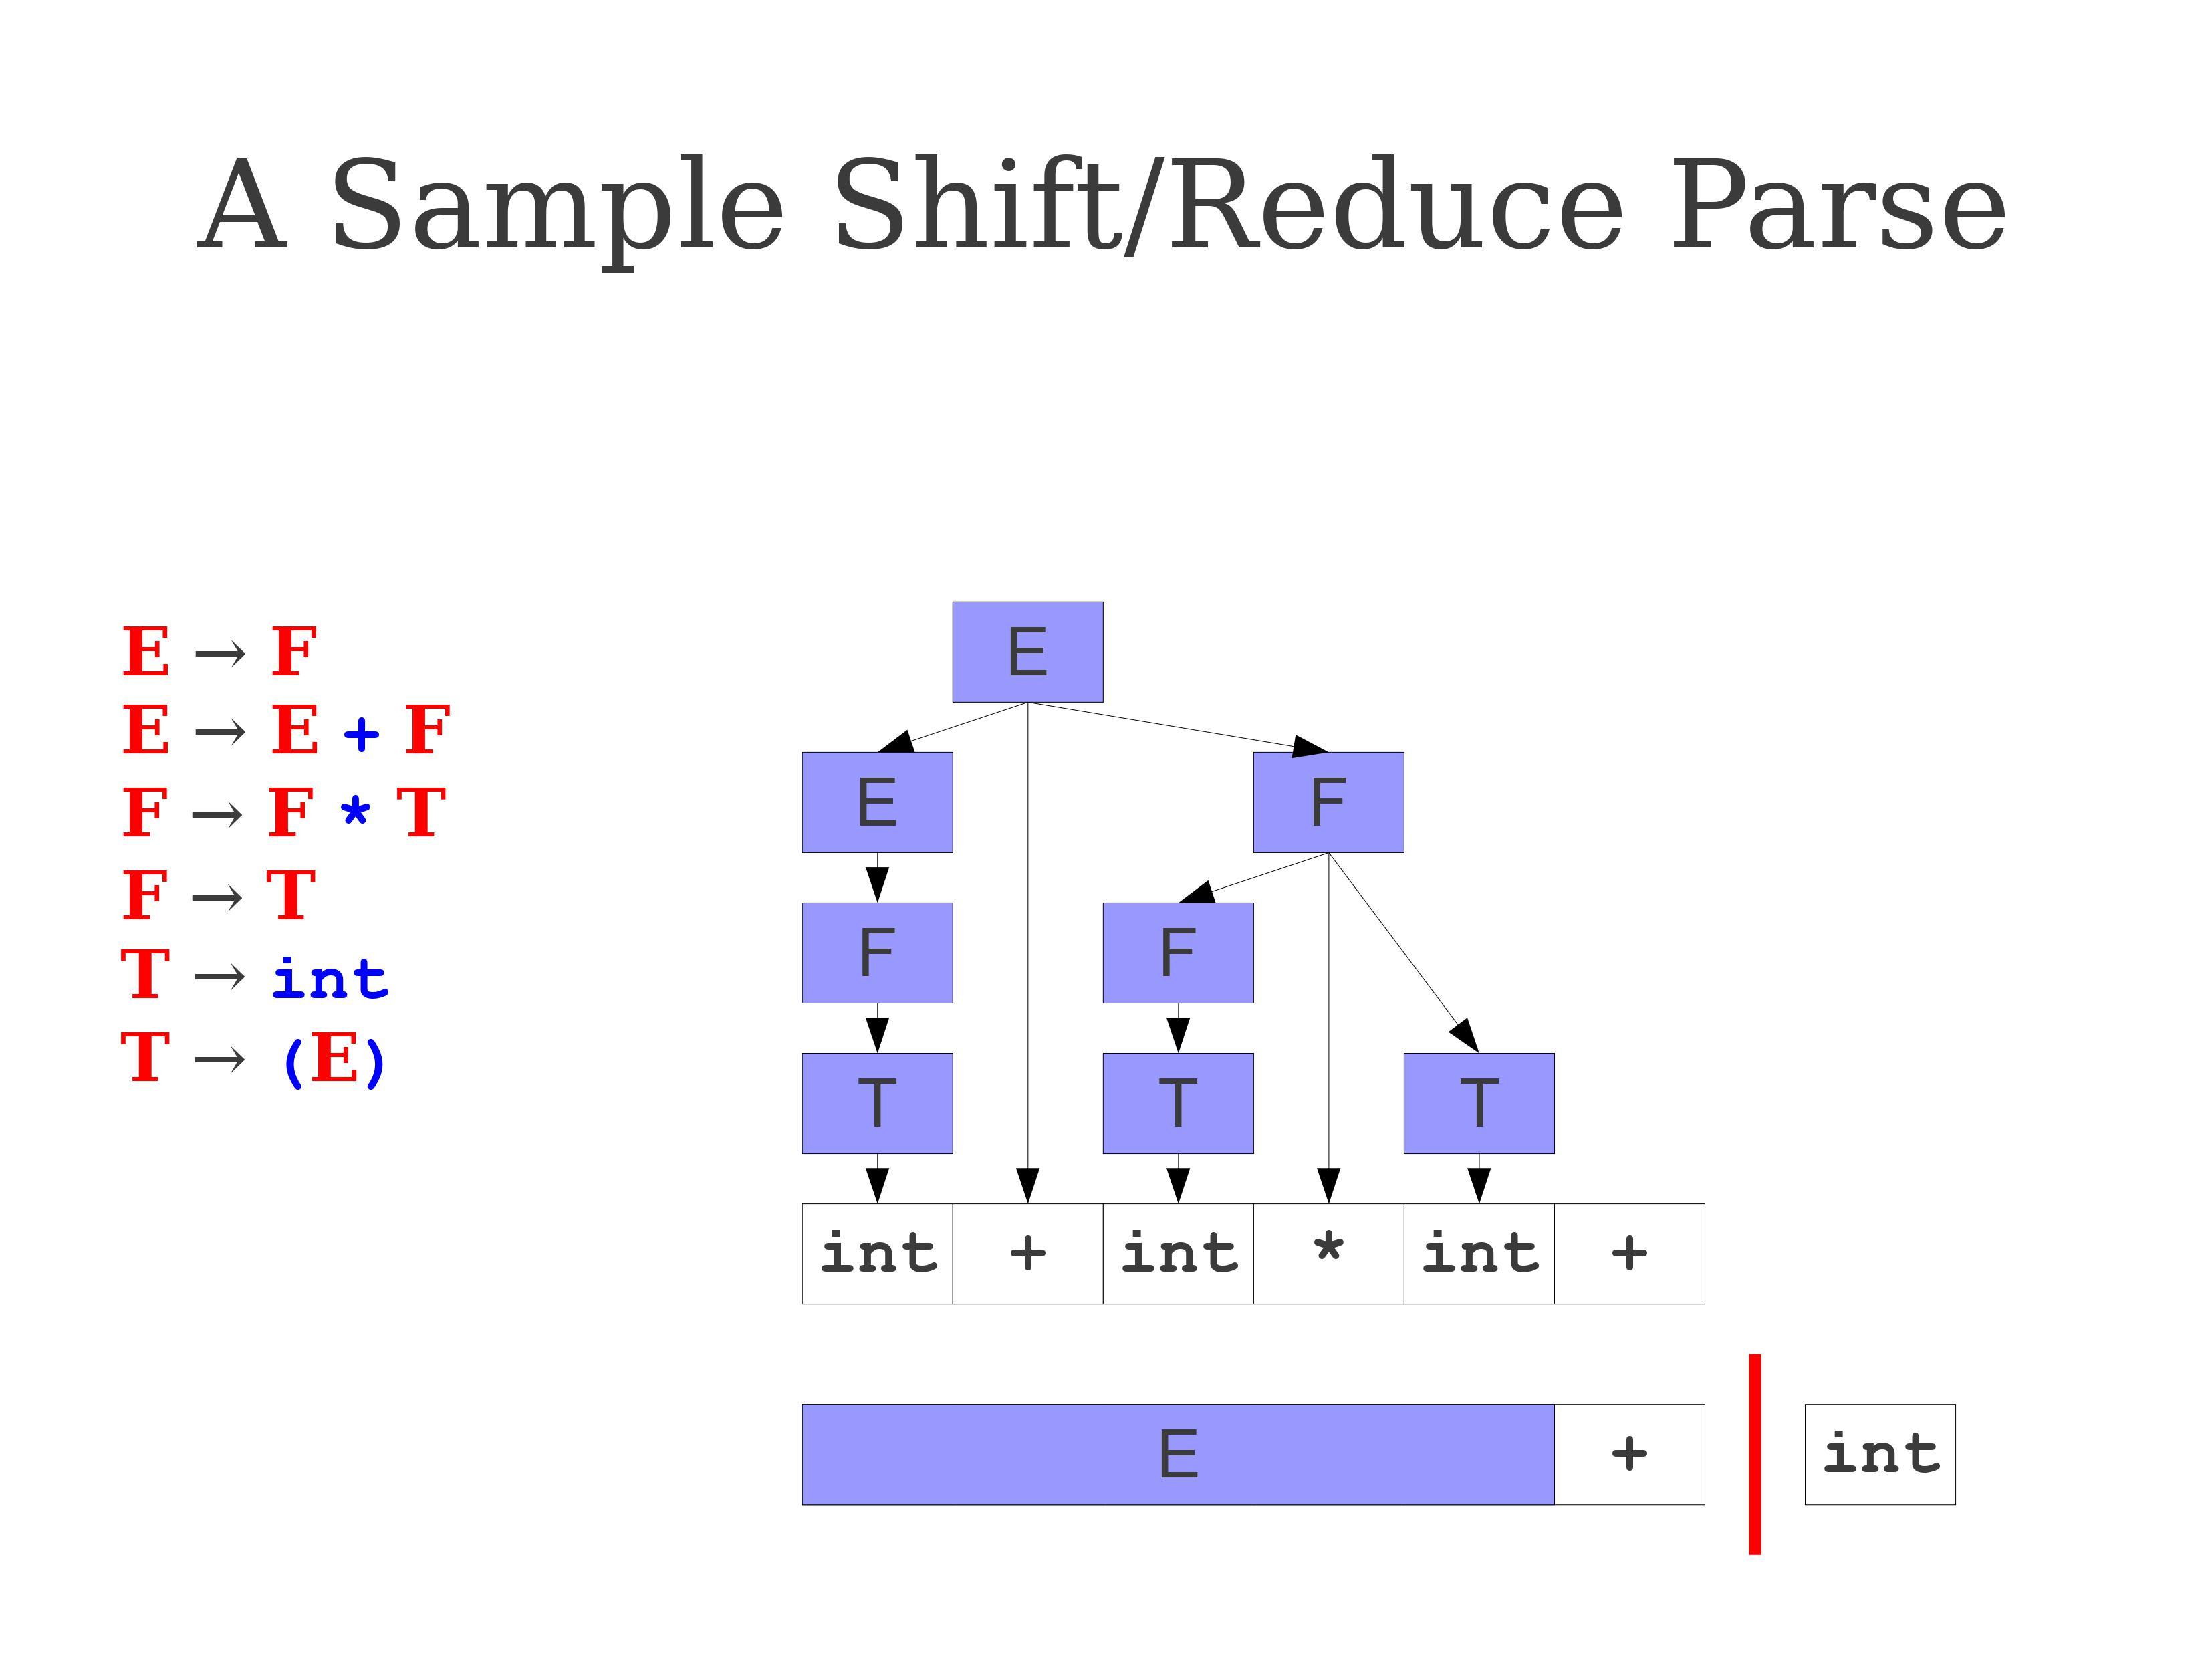 A Sample Shift/Reduce Parse
E → F
E → E + F
F → F * T
F → T
T → int
T → (E)
E
E F
F F
T T T
int + int * int +
E + int